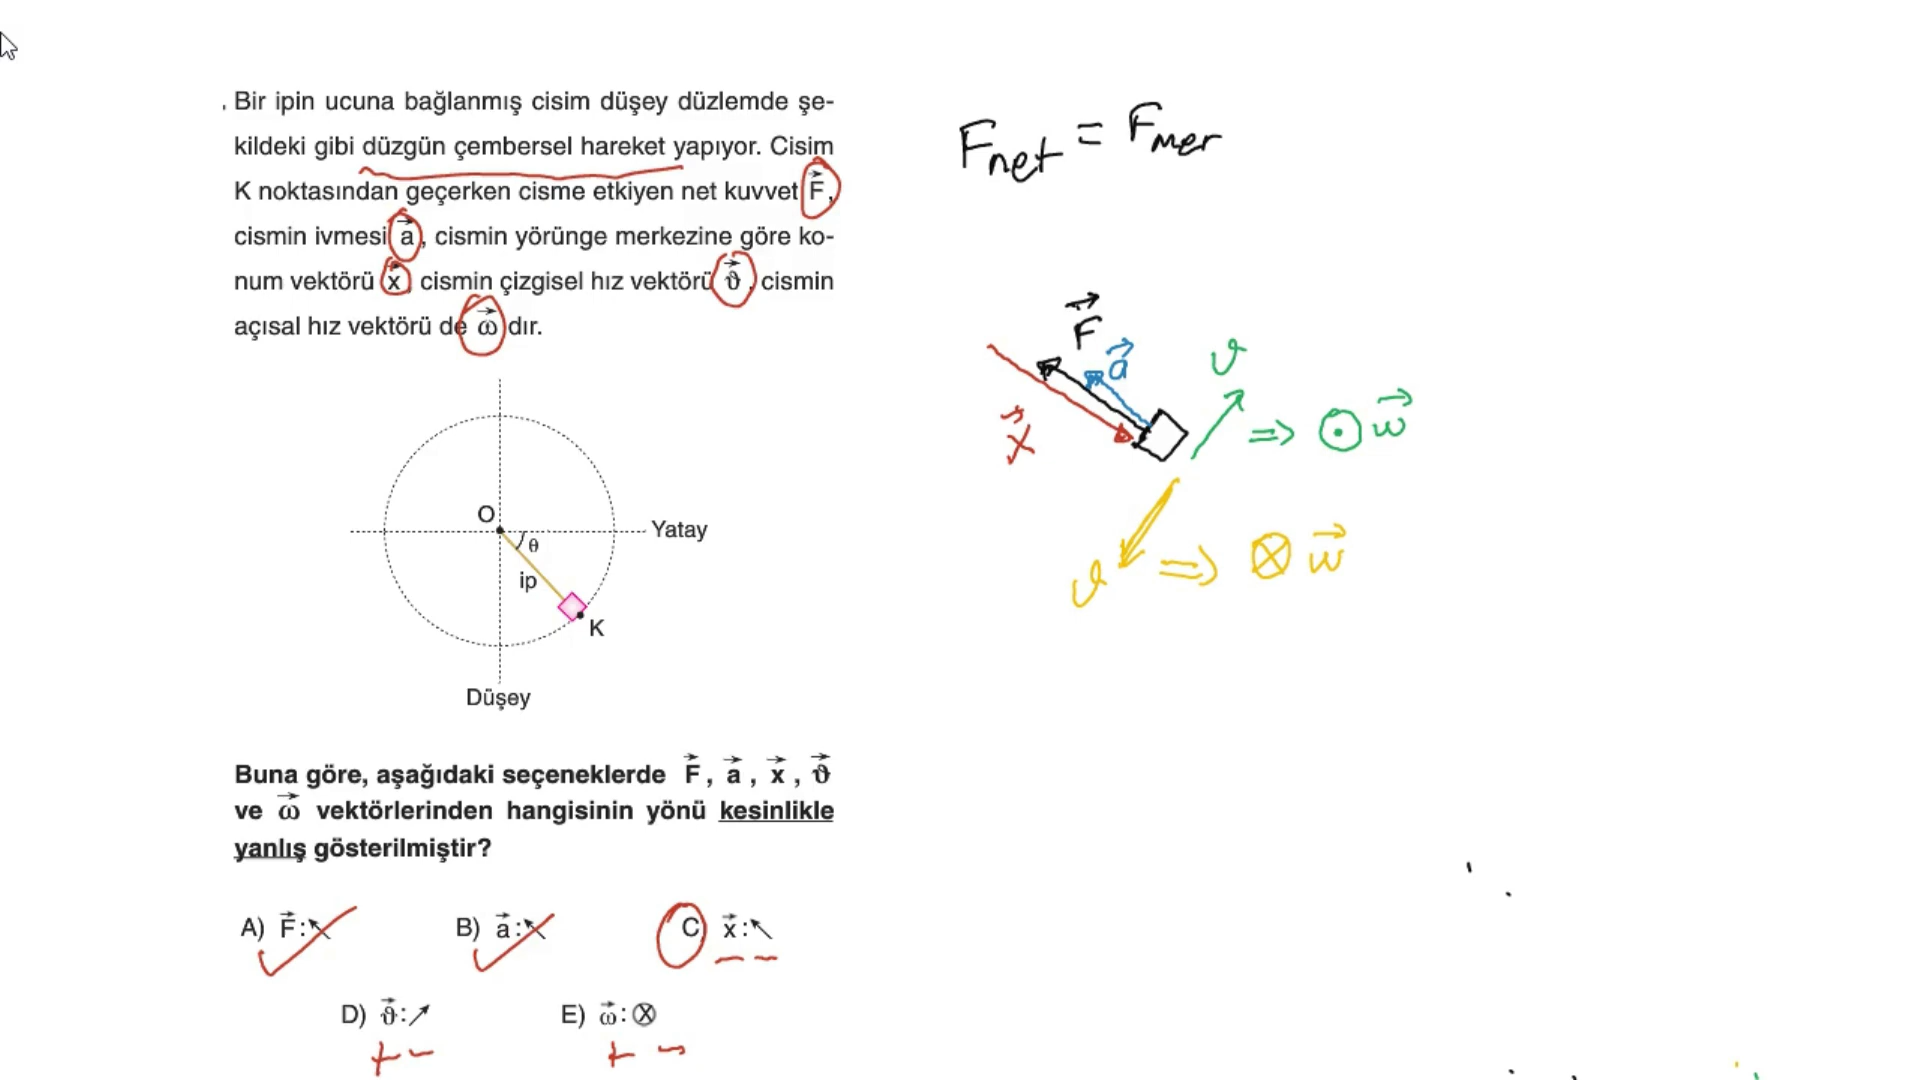 Bir ipin ucuna bağlanmış cisim düşey düzlemde şe-
kildeki gibi düzgün çembersel hareket yapıyor. Cisim
K noktasından geçerken cisme etkiyen net kuvvet F⃗,
cismin ivmesi a⃗, cismin yörünge merkezine göre ko-
num vektörü x⃗, cismin çizgisel hız vektörü ϑ⃗, cismin
açısal hız vektörü de ω⃗ dır.
O
θ
ip
K
Yatay
Düşey
Buna göre, aşağıdaki seçeneklerde F⃗, a⃗, x⃗, ϑ⃗
ve ω⃗ vektörlerinden hangisinin yönü kesinlikle
yanlış gösterilmiştir?
A) F⃗:↖ B) a⃗:↖ C) x⃗:↖
D) ϑ⃗:↗ E) ω⃗:⊗
+ - + -
Fnet = Fmer
F⃗
a⃗
x⃗
ϑ ⇒ ⊙ w⃗
ϑ ⇒ ⊗ w⃗